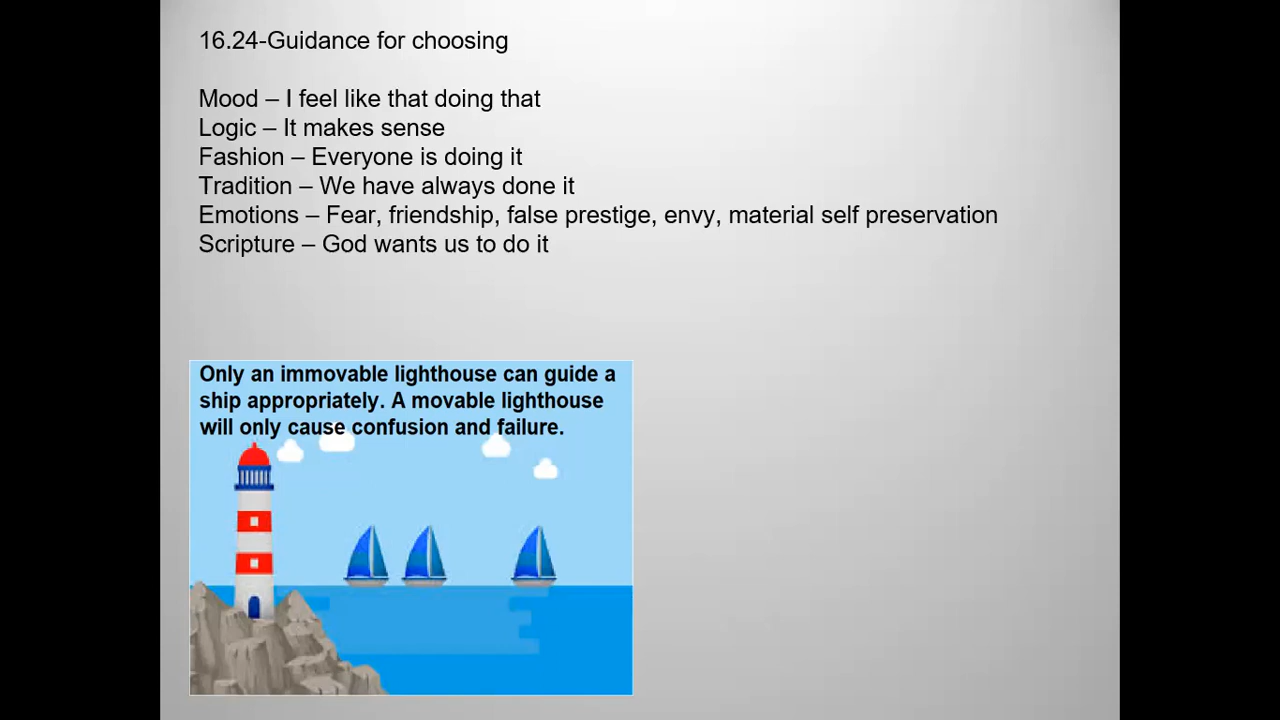 16.24-Guidance for choosing
Mood – I feel like that doing that
Logic – It makes sense
Fashion – Everyone is doing it
Tradition – We have always done it
Emotions – Fear, friendship, false prestige, envy, material self preservation
Scripture – God wants us to do it
Only an immovable lighthouse can guide a
ship appropriately. A movable lighthouse
will only cause confusion and failure.